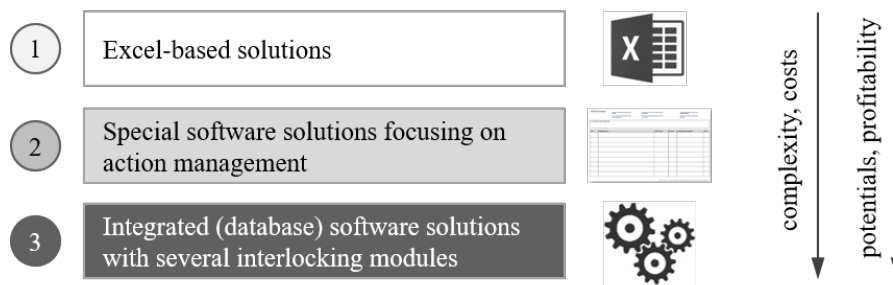 1
Excel-based solutions
X
2
Special software solutions focusing on
action management
3
Integrated (database) software solutions
with several interlocking modules
complexity, costs
potentials, profitability